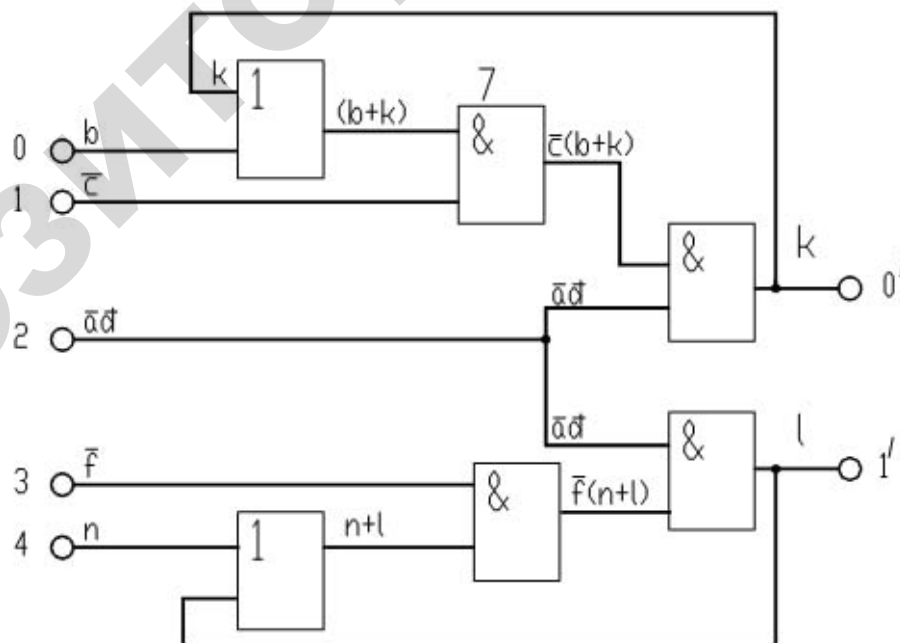 k
1
7
(b+k)
&
c̄(b+k)
0 b
1 c̄
&
k
0'
ād̄
2 ād̄
ād̄
&
l
1'
3 f̄
&
f̄(n+l)
4 n
1
n+l